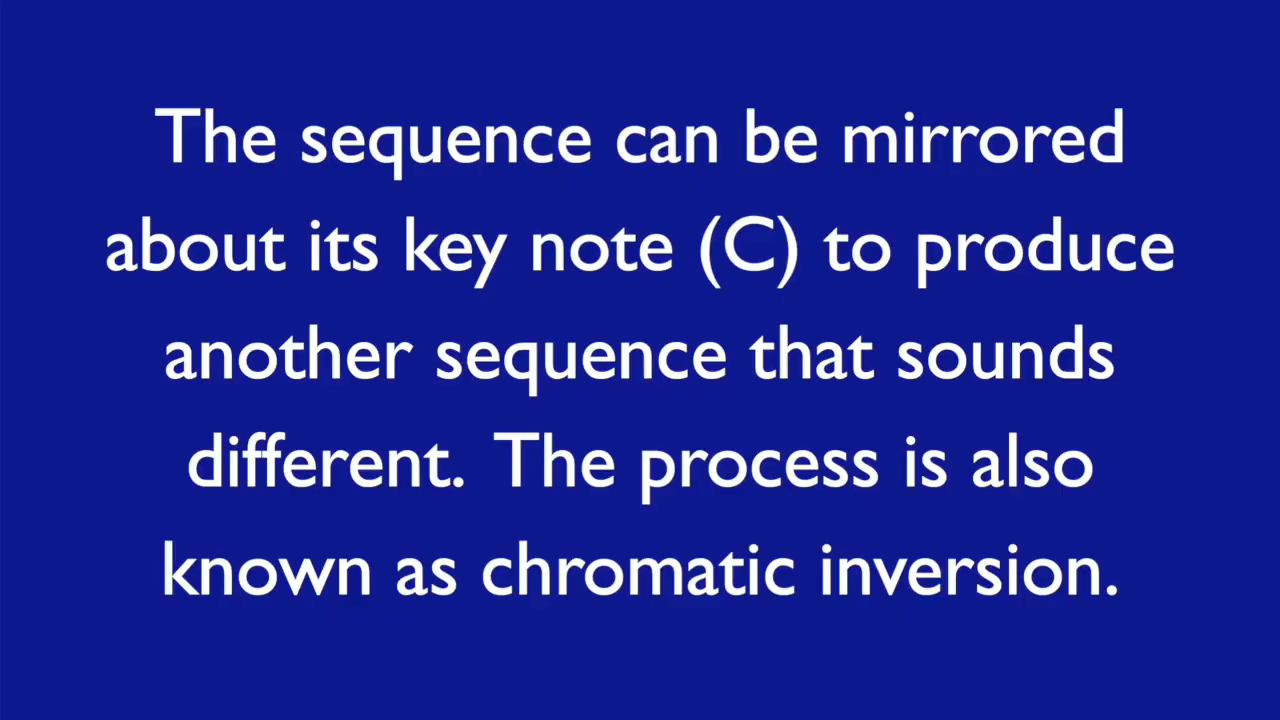 The sequence can be mirrored
about its key note (C) to produce
another sequence that sounds
different. The process is also
known as chromatic inversion.